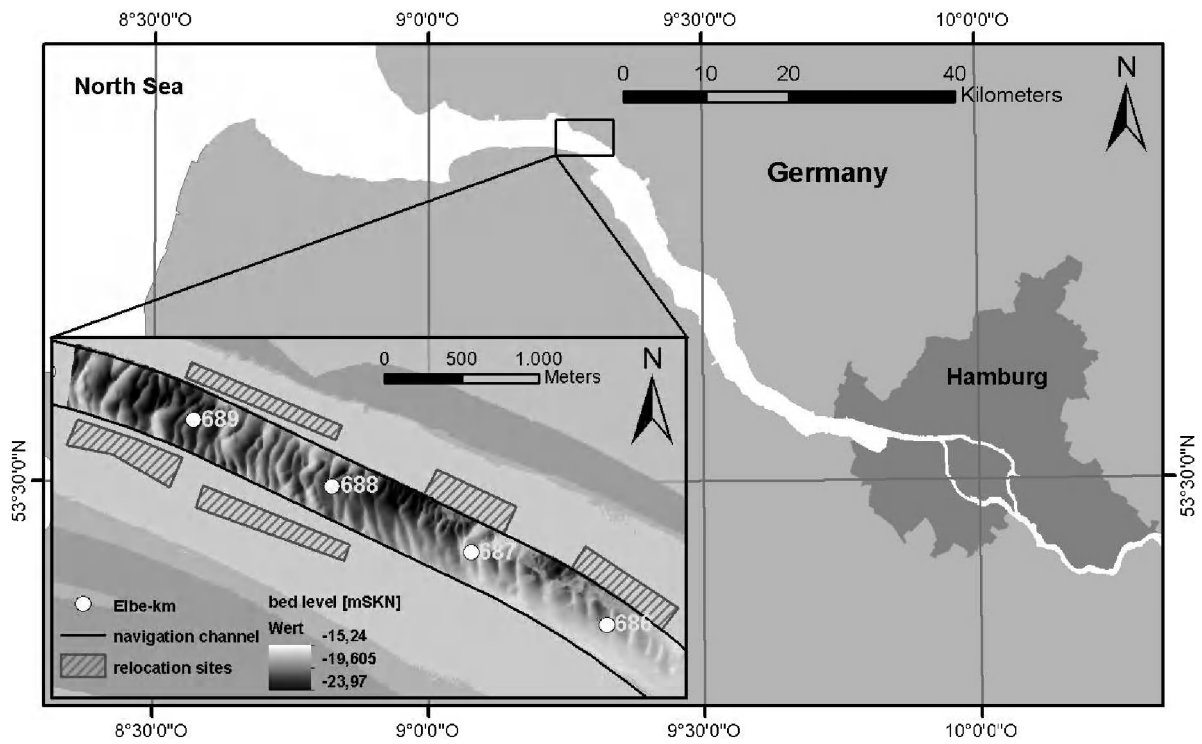 8°30'0"O 9°0'0"O 9°30'0"O 10°0'0"O
North Sea
0 10 20 40
Kilometers
N
Germany
Hamburg
53°30'0"N
53°30'0"N
0 500 1.000
Meters
N
689
688
687
686
Elbe-km
navigation channel
relocation sites
bed level [mSKN]
Wert
-15,24
-19,605
-23,97
8°30'0"O 9°0'0"O 9°30'0"O 10°0'0"O